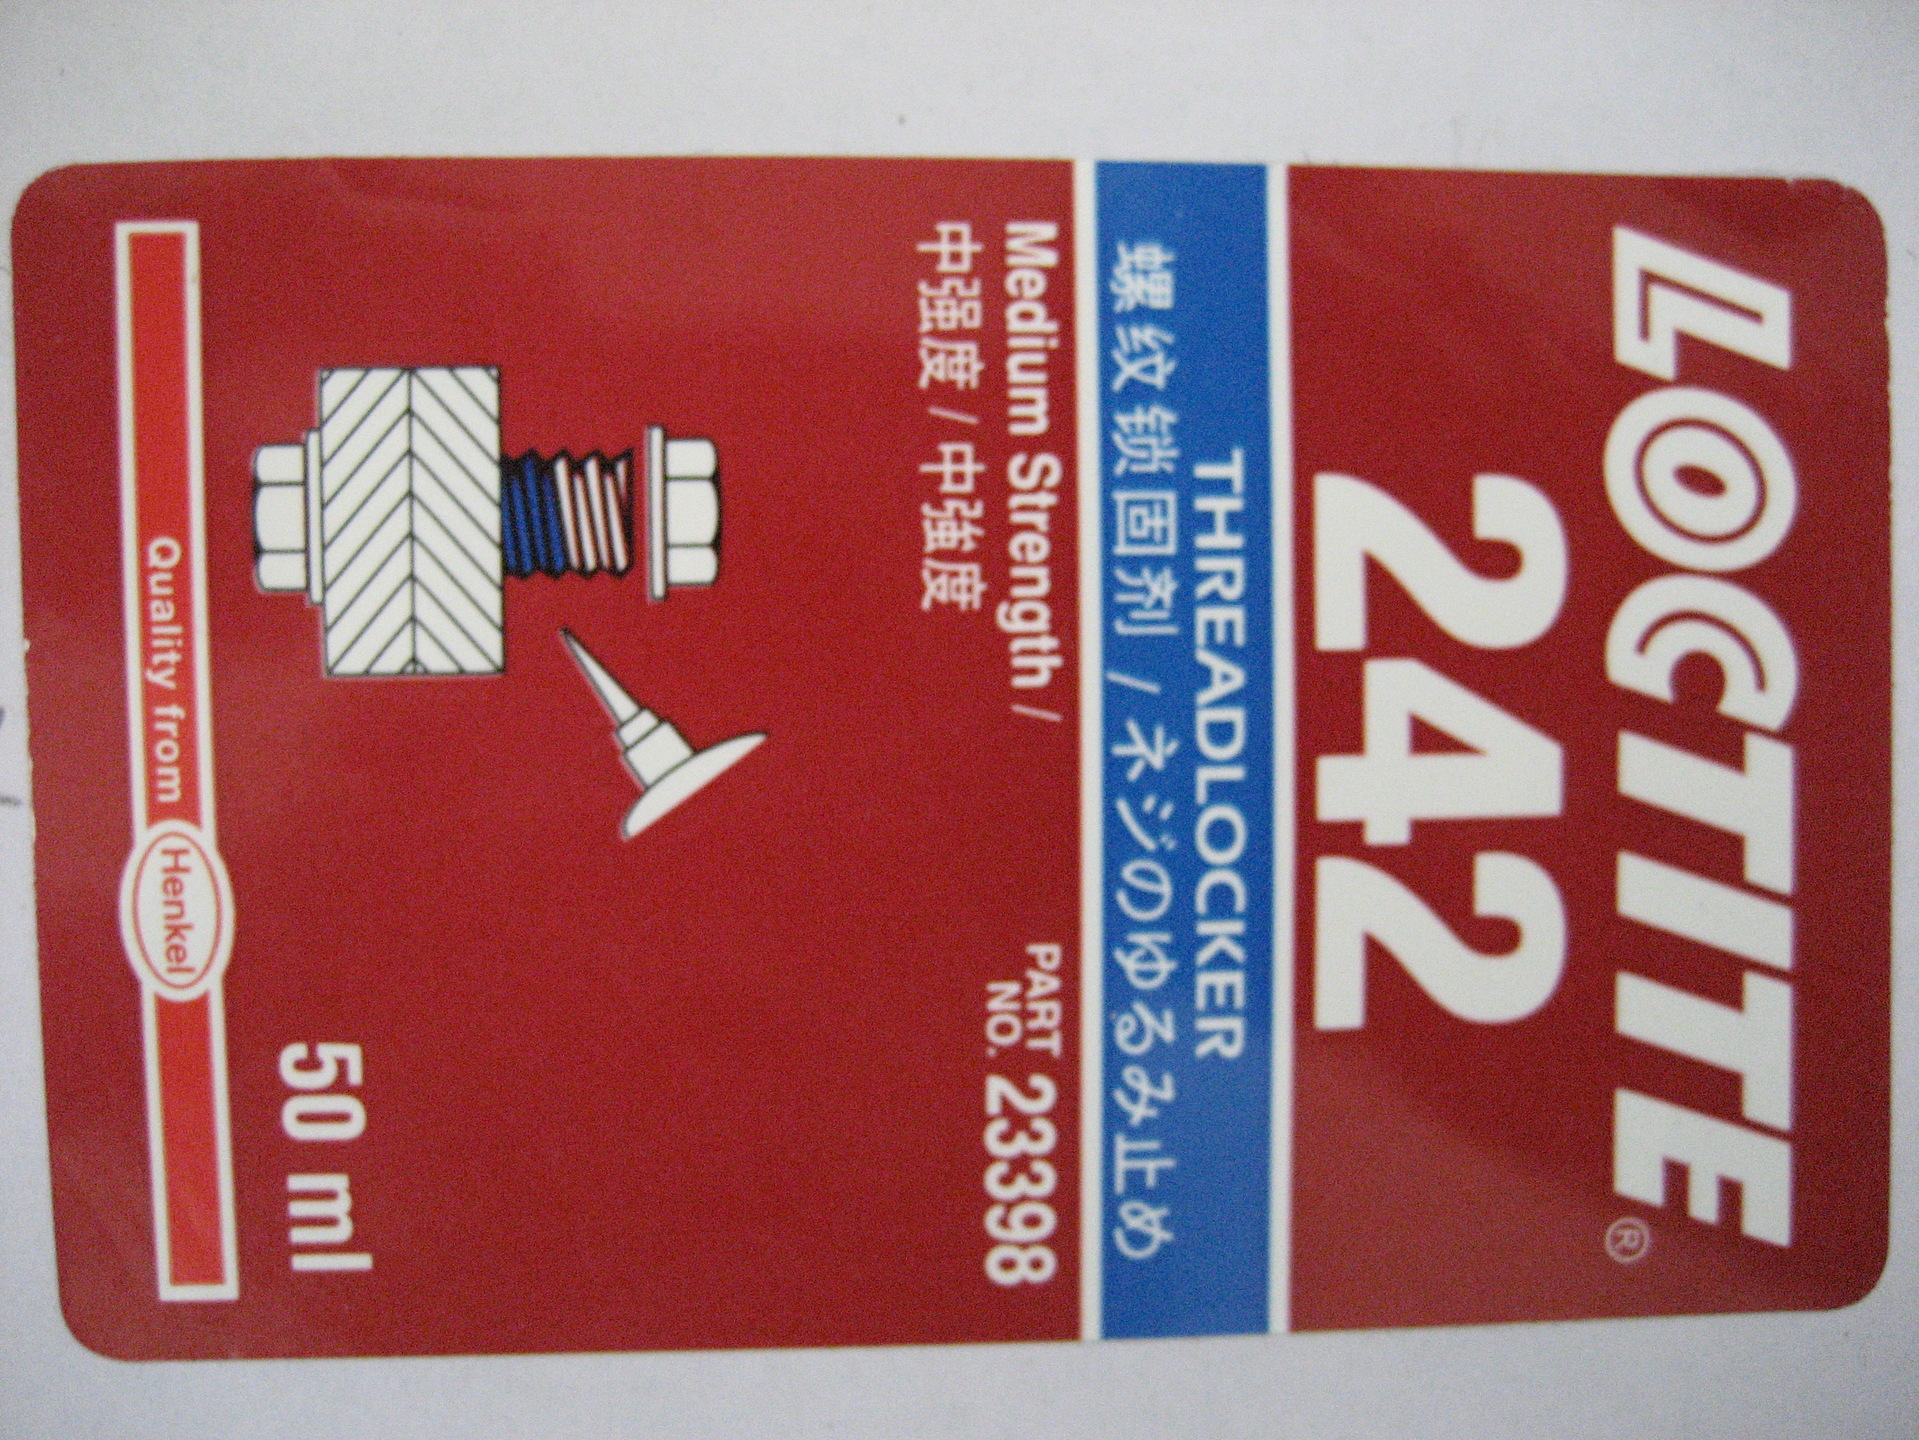 LOCTITE®
242
THREADLOCKER
螺纹锁固剂 / ネジのゆるみ止め
Medium Strength /
中强度 / 中強度
PART NO. 23398
50 ml
Quality from Henkel